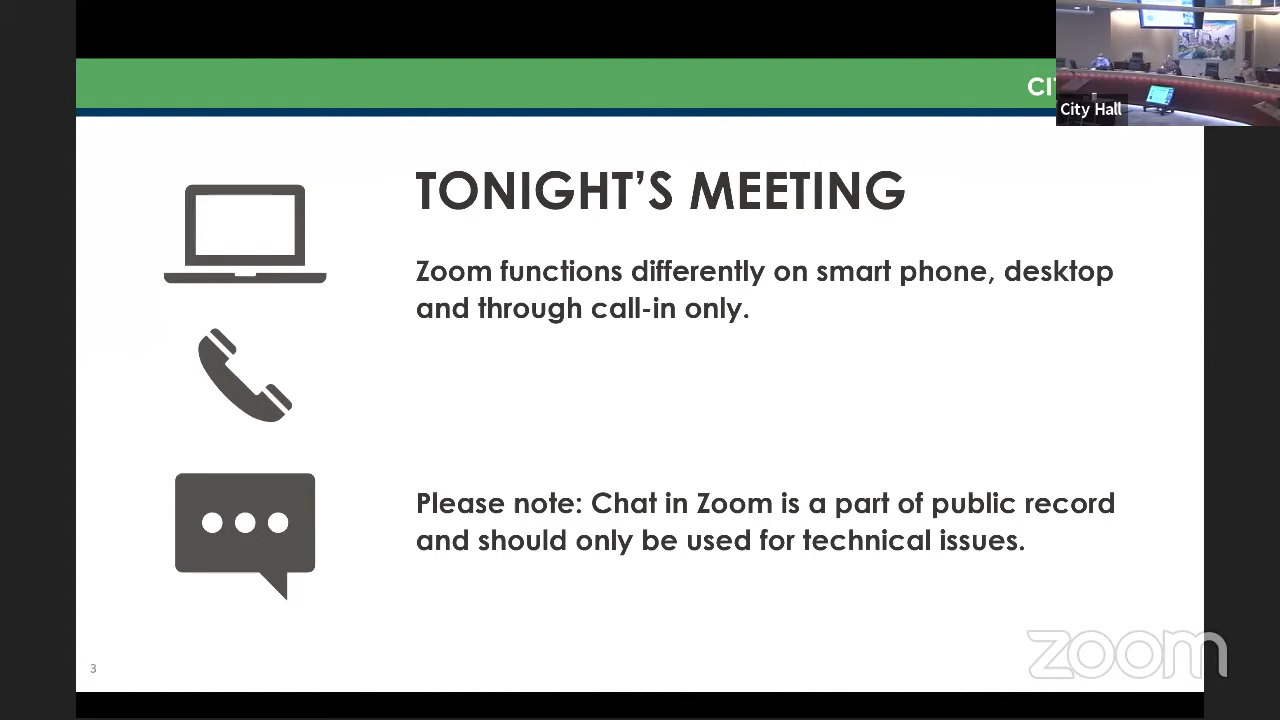 City Hall
TONIGHT’S MEETING
Zoom functions differently on smart phone, desktop
and through call-in only.
Please note: Chat in Zoom is a part of public record
and should only be used for technical issues.
3
zoom